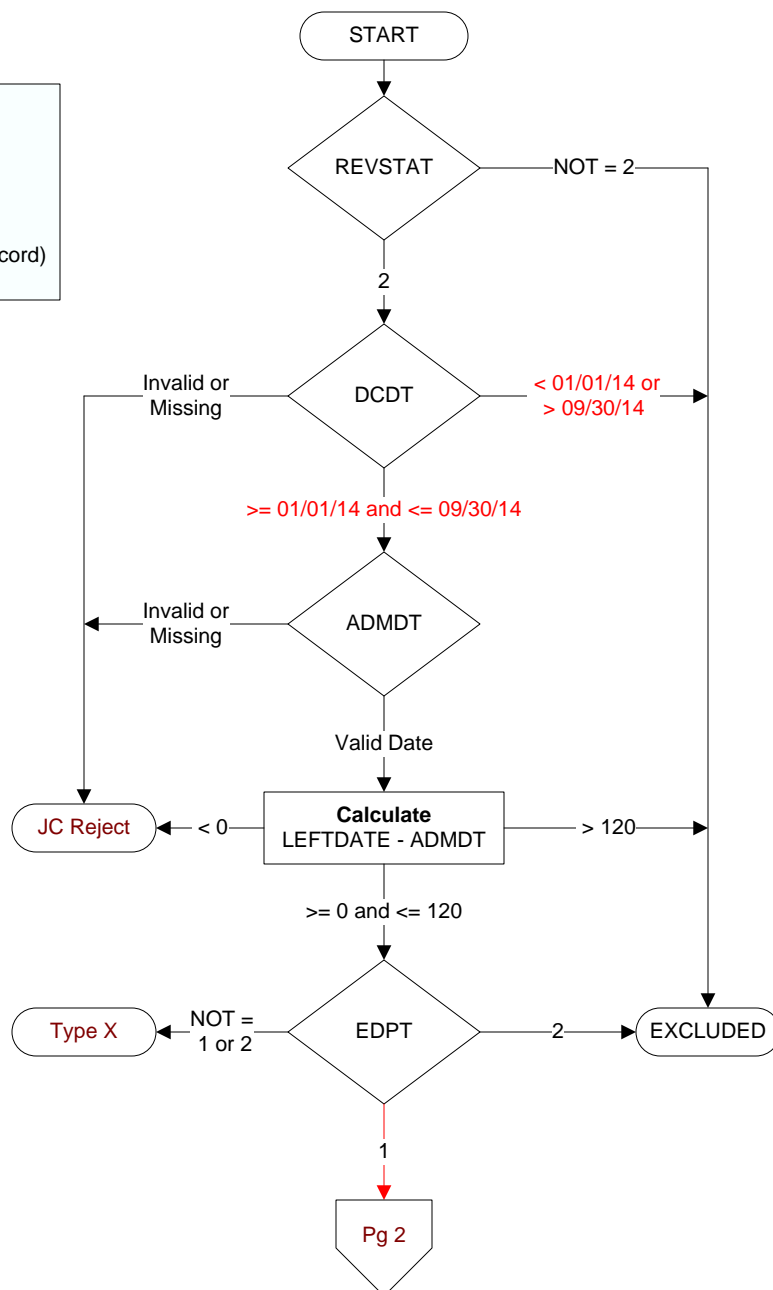 START
REVSTAT
NOT = 2
cord)
2
Invalid or
Missing
DCDT
< 01/01/14 or
> 09/30/14
>= 01/01/14 and <= 09/30/14
Invalid or
Missing
ADMDT
Valid Date
JC Reject
< 0
Calculate
LEFTDATE - ADMDT
> 120
>= 0 and <= 120
Type X
NOT =
1 or 2
EDPT
2
EXCLUDED
1
Pg 2